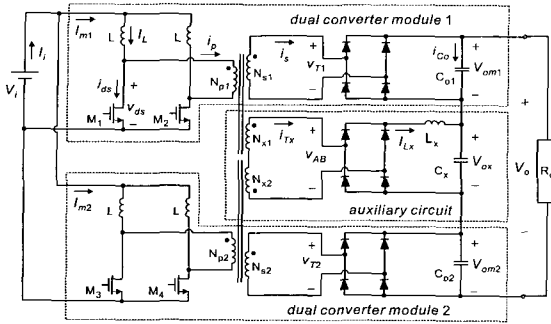 dual converter module 1
I_i
V_i
I_m1
L
I_L
L
i_p
i_ds
v_ds
M_1
M_2
N_p1
N_s1
i_s
+
v_T1
−
i_Co
+
V_om1
−
C_o1
N_x1
N_x2
i_Tx
+
v_AB
−
I_Lx
L_x
+
V_ox
−
C_x
auxiliary circuit
+
V_o
−
I_m2
L
L
M_3
M_4
N_p2
N_s2
+
v_T2
−
+
V_om2
−
C_o2
dual converter module 2